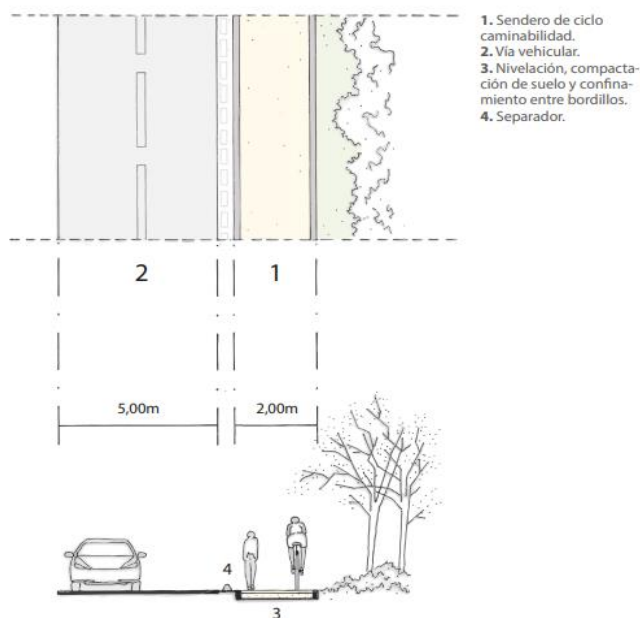 1. Sendero de ciclo
caminabilidad.
2. Vía vehicular.
3. Nivelación, compacta-
ción de suelo y confina-
miento entre bordillos.
4. Separador.
2
1
5,00m
2,00m
4
3